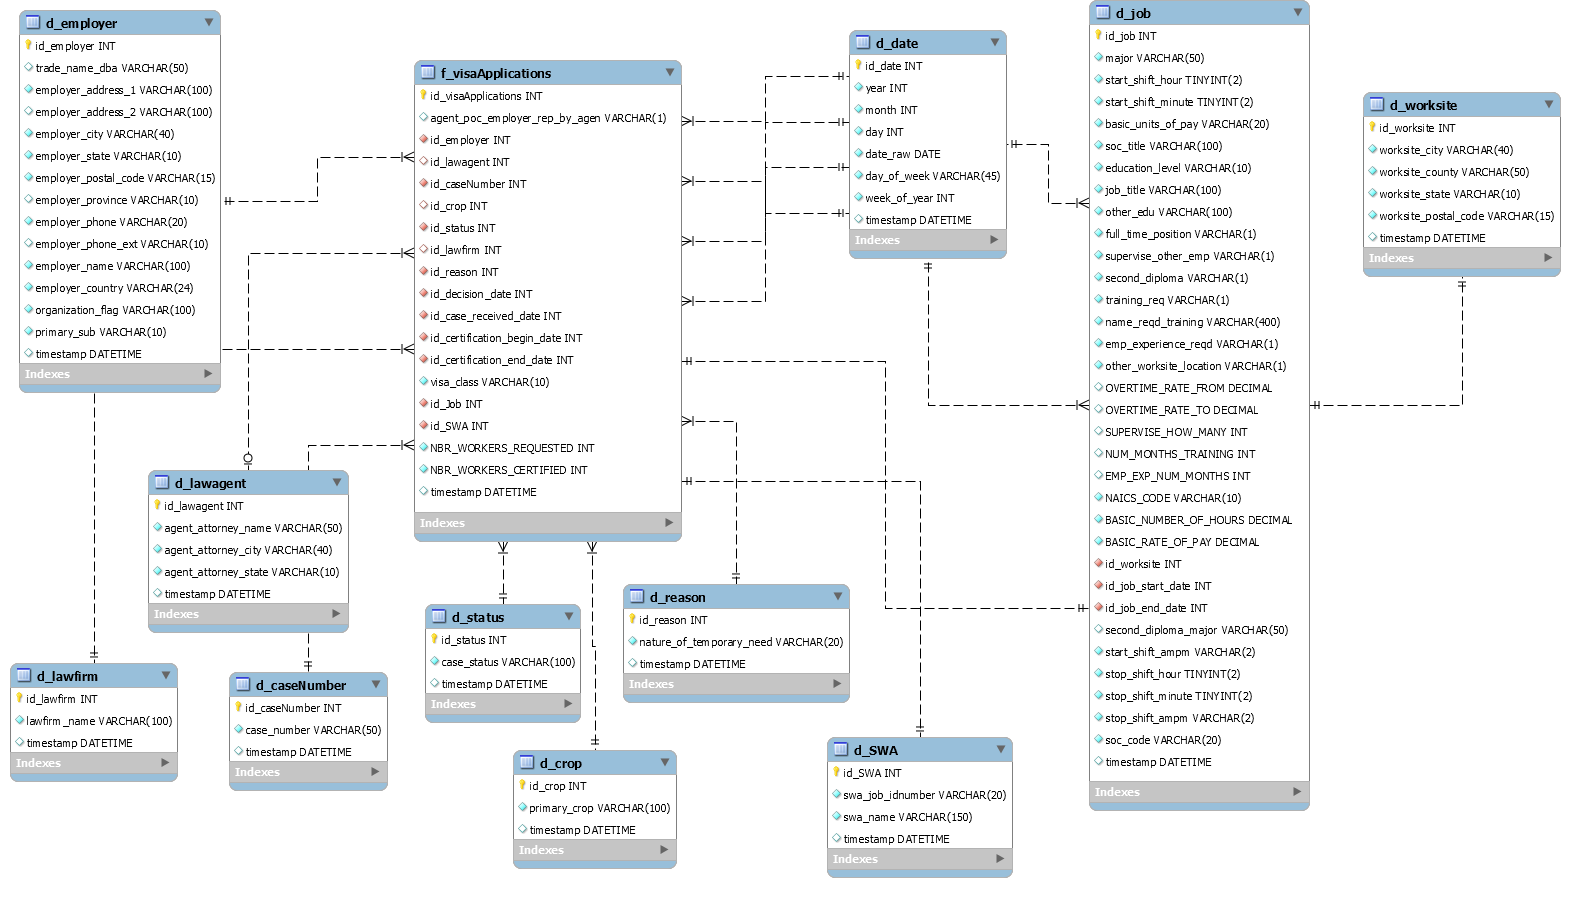 d_employer
id_employer INT
trade_name_dba VARCHAR(50)
employer_address_1 VARCHAR(100)
employer_address_2 VARCHAR(100)
employer_city VARCHAR(40)
employer_state VARCHAR(10)
employer_postal_code VARCHAR(15)
employer_province VARCHAR(10)
employer_phone VARCHAR(20)
employer_phone_ext VARCHAR(10)
employer_name VARCHAR(100)
employer_country VARCHAR(24)
organization_flag VARCHAR(100)
primary_sub VARCHAR(10)
timestamp DATETIME
Indexes
f_visaApplications
id_visaApplications INT
agent_poc_employer_rep_by_agen VARCHAR(1)
id_employer INT
id_lawagent INT
id_caseNumber INT
id_crop INT
id_status INT
id_lawfirm INT
id_reason INT
id_decision_date INT
id_case_received_date INT
id_certification_begin_date INT
id_certification_end_date INT
visa_class VARCHAR(10)
id_Job INT
id_SWA INT
NBR_WORKERS_REQUESTED INT
NBR_WORKERS_CERTIFIED INT
timestamp DATETIME
Indexes
d_date
id_date INT
year INT
month INT
day INT
date_raw DATE
day_of_week VARCHAR(45)
week_of_year INT
timestamp DATETIME
Indexes
d_job
id_job INT
major VARCHAR(50)
start_shift_hour TINYINT(2)
start_shift_minute TINYINT(2)
basic_units_of_pay VARCHAR(20)
soc_title VARCHAR(100)
education_level VARCHAR(10)
job_title VARCHAR(100)
other_edu VARCHAR(100)
full_time_position VARCHAR(1)
supervise_other_emp VARCHAR(1)
second_diploma VARCHAR(1)
training_req VARCHAR(1)
name_reqd_training VARCHAR(400)
emp_experience_reqd VARCHAR(1)
other_worksite_location VARCHAR(1)
OVERTIME_RATE_FROM DECIMAL
OVERTIME_RATE_TO DECIMAL
SUPERVISE_HOW_MANY INT
NUM_MONTHS_TRAINING INT
EMP_EXP_NUM_MONTHS INT
NAICS_CODE VARCHAR(10)
BASIC_NUMBER_OF_HOURS DECIMAL
BASIC_RATE_OF_PAY DECIMAL
id_worksite INT
id_job_start_date INT
id_job_end_date INT
second_diploma_major VARCHAR(50)
start_shift_ampm VARCHAR(2)
stop_shift_hour TINYINT(2)
stop_shift_minute TINYINT(2)
stop_shift_ampm VARCHAR(2)
soc_code VARCHAR(20)
timestamp DATETIME
Indexes
d_worksite
id_worksite INT
worksite_city VARCHAR(40)
worksite_county VARCHAR(50)
worksite_state VARCHAR(10)
worksite_postal_code VARCHAR(15)
timestamp DATETIME
Indexes
d_lawagent
id_lawagent INT
agent_attorney_name VARCHAR(50)
agent_attorney_city VARCHAR(40)
agent_attorney_state VARCHAR(10)
timestamp DATETIME
Indexes
d_lawfirm
id_lawfirm INT
lawfirm_name VARCHAR(100)
timestamp DATETIME
Indexes
d_caseNumber
id_caseNumber INT
case_number VARCHAR(50)
timestamp DATETIME
Indexes
d_status
id_status INT
case_status VARCHAR(100)
timestamp DATETIME
Indexes
d_crop
id_crop INT
primary_crop VARCHAR(100)
timestamp DATETIME
Indexes
d_reason
id_reason INT
nature_of_temporary_need VARCHAR(20)
timestamp DATETIME
Indexes
d_SWA
id_SWA INT
swa_job_idnumber VARCHAR(20)
swa_name VARCHAR(150)
timestamp DATETIME
Indexes